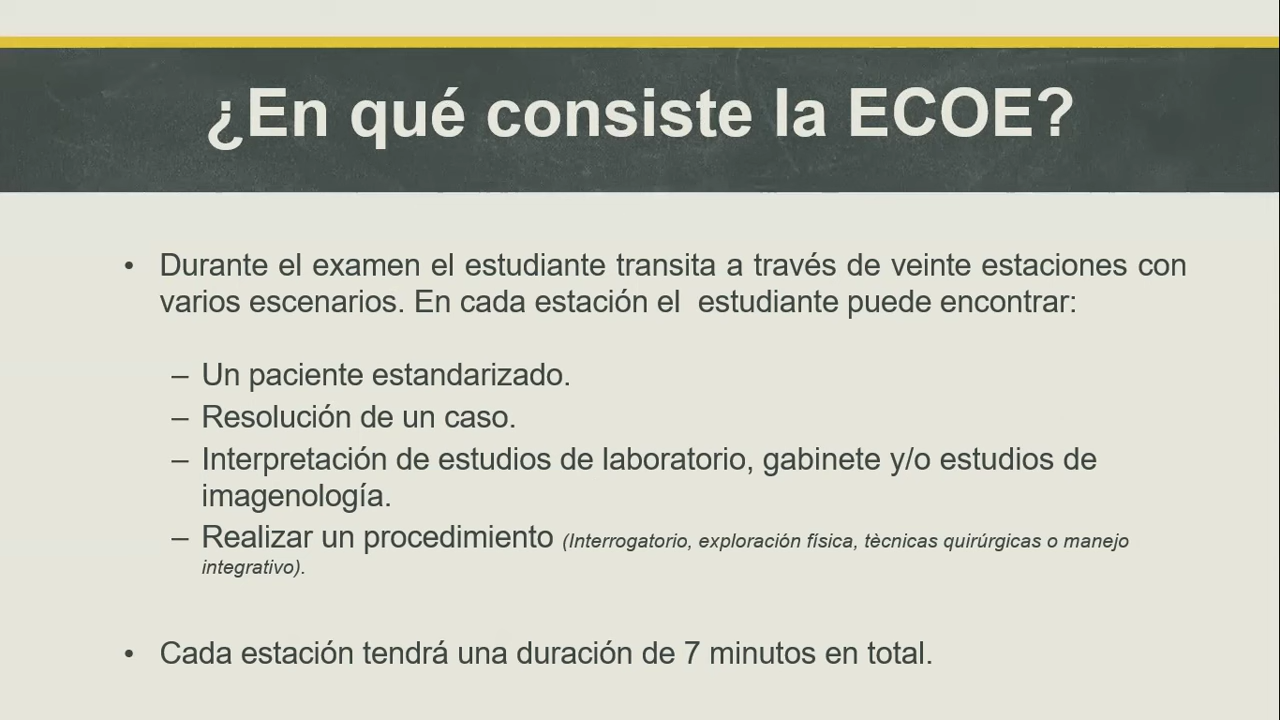 ¿En qué consiste la ECOE?
• Durante el examen el estudiante transita a través de veinte estaciones con
varios escenarios. En cada estación el  estudiante puede encontrar:
– Un paciente estandarizado.
– Resolución de un caso.
– Interpretación de estudios de laboratorio, gabinete y/o estudios de
imagenología.
– Realizar un procedimiento (Interrogatorio, exploración física, tècnicas quirúrgicas o manejo
integrativo).
• Cada estación tendrá una duración de 7 minutos en total.